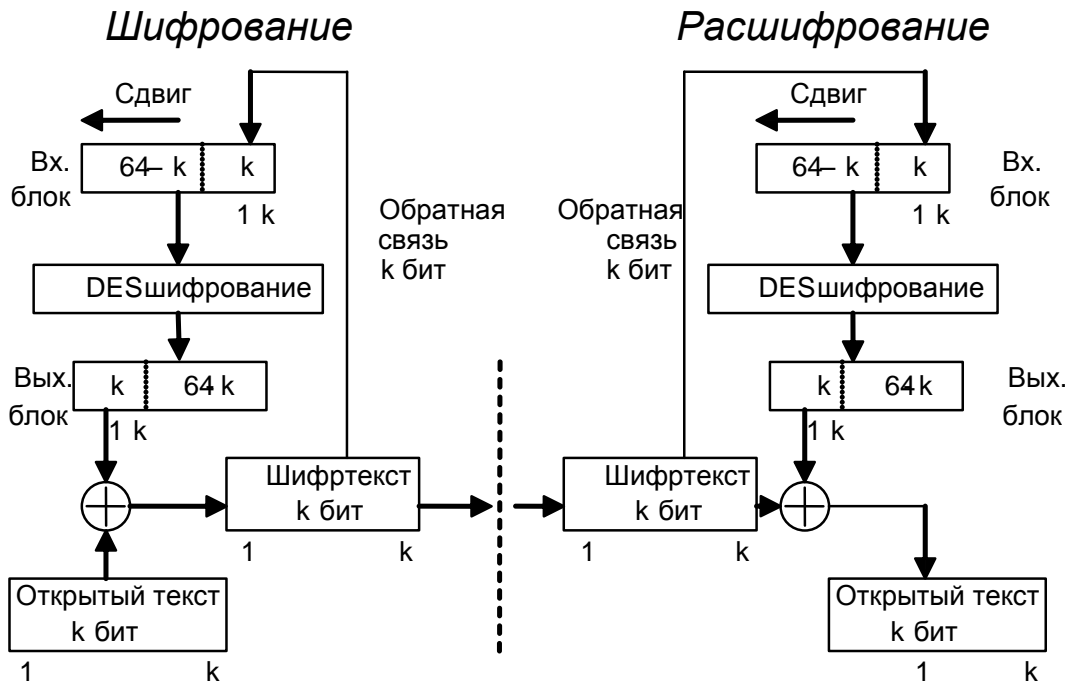 Шифрование
Расшифрование
Сдвиг
Сдвиг
Вх.
блок
64– k
k
1 k
64– k
k
1 k
Вх.
блок
Обратная
связь
k бит
Обратная
связь
k бит
DESшифрование
DESшифрование
Вых.
блок
k
64-k
1 k
k
64-k
1 k
Вых.
блок
Шифртекст
k бит
1
k
Шифртекст
k бит
1
k
Открытый текст
k бит
1
k
Открытый текст
k бит
1
k